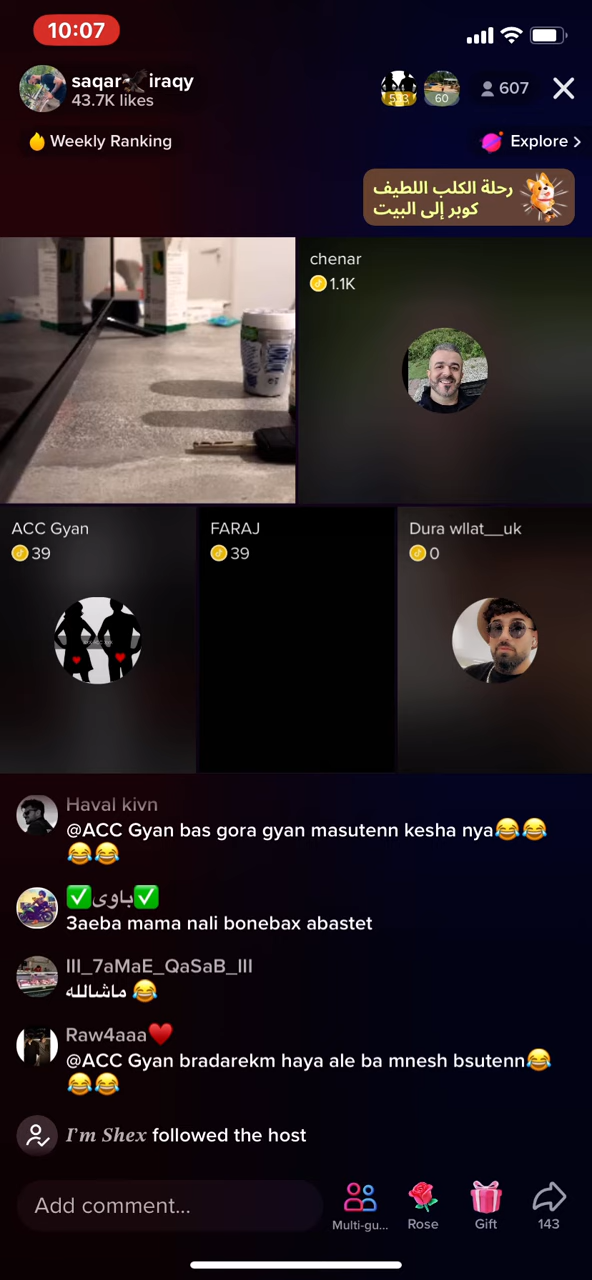 10:07
saqar🦅iraqy
43.7K likes
60
607
Weekly Ranking
Explore >
رحلة الكلب اللطيف
كوبر إلى البيت
chenar
1.1K
ACC Gyan
39
FARAJ
39
Dura wllat__uk
0
Haval kivn
@ACC Gyan bas gora gyan masutenn kesha nya😂😂
😂😂
✅باوی✅
3aeba mama nali bonebax abastet
III_7aMaE_QaSaB_III
ماشالله 😂
Raw4aaa❤️
@ACC Gyan bradarekm haya ale ba mnesh bsutenn😂
😂😂
I'm Shex followed the host
Add comment...
Multi-gu...
Rose
Gift
143